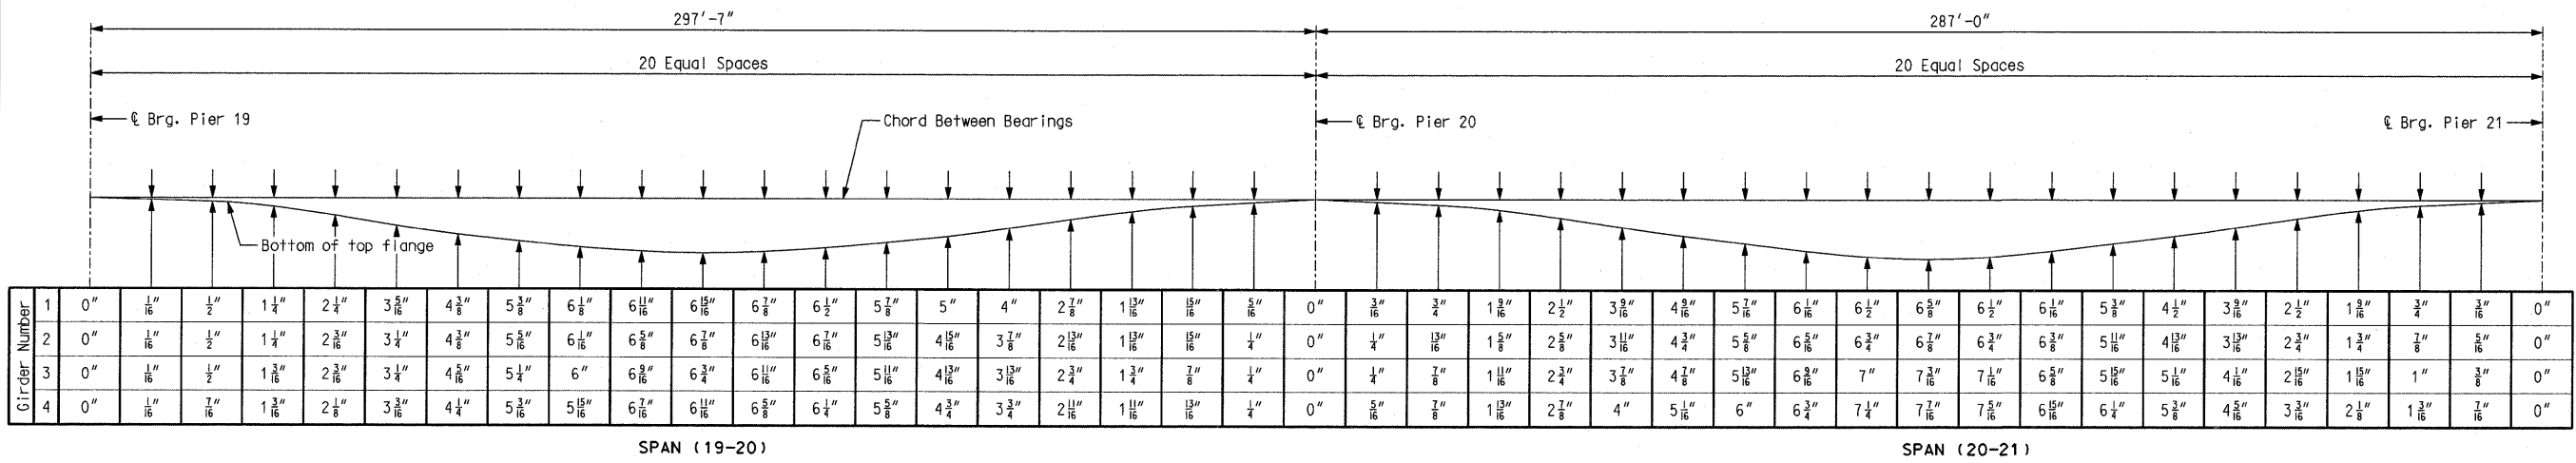 297'-7" 287'-0"
20 Equal Spaces 20 Equal Spaces
℄ Brg. Pier 19 Chord Between Bearings ℄ Brg. Pier 20 ℄ Brg. Pier 21
Bottom of top flange
Girder Number
1 0" 1/16" 1/2" 1 1/4" 2 1/4" 3 5/16" 4 3/8" 5 3/8" 6 1/8" 6 11/16" 6 15/16" 6 7/8" 6 1/2" 5 7/8" 5" 4" 2 7/8" 1 13/16" 15/16" 5/16" 0" 3/16" 3/4" 1 9/16" 2 1/2" 3 9/16" 4 9/16" 5 7/16" 6 1/16" 6 1/2" 6 5/8" 6 1/2" 6 1/16" 5 3/8" 4 1/2" 3 9/16" 2 1/2" 1 9/16" 3/4" 3/16" 0"
2 0" 1/16" 1/2" 1 1/4" 2 3/16" 3 1/4" 4 3/8" 5 5/16" 6 1/16" 6 5/8" 6 7/8" 6 13/16" 6 7/16" 5 13/16" 4 15/16" 3 7/8" 2 13/16" 1 13/16" 15/16" 1/4" 0" 1/4" 13/16" 1 5/8" 2 5/8" 3 11/16" 4 3/4" 5 5/8" 6 5/16" 6 3/4" 6 7/8" 6 3/4" 6 3/8" 5 11/16" 4 13/16" 3 13/16" 2 3/4" 1 3/4" 7/8" 5/16" 0"
3 0" 1/16" 1/2" 1 3/16" 2 3/16" 3 1/4" 4 5/16" 5 1/4" 6" 6 9/16" 6 3/4" 6 11/16" 6 5/16" 5 11/16" 4 13/16" 3 13/16" 2 3/4" 1 3/4" 7/8" 1/4" 0" 1/4" 7/8" 1 11/16" 2 3/4" 3 7/8" 4 7/8" 5 13/16" 6 9/16" 7" 7 3/16" 7 1/16" 6 5/8" 5 15/16" 5 1/16" 4 1/16" 2 15/16" 1 15/16" 1" 3/8" 0"
4 0" 1/16" 7/16" 1 3/16" 2 1/8" 3 3/16" 4 1/4" 5 3/16" 5 15/16" 6 7/16" 6 11/16" 6 5/8" 6 1/4" 5 5/8" 4 3/4" 3 3/4" 2 11/16" 1 11/16" 13/16" 1/4" 0" 5/16" 7/8" 1 13/16" 2 7/8" 4" 5 1/16" 6" 6 3/4" 7 1/4" 7 7/16" 7 5/16" 6 15/16" 6 1/4" 5 3/8" 4 5/16" 3 3/16" 2 1/8" 1 3/16" 7/16" 0"
SPAN (19-20) SPAN (20-21)